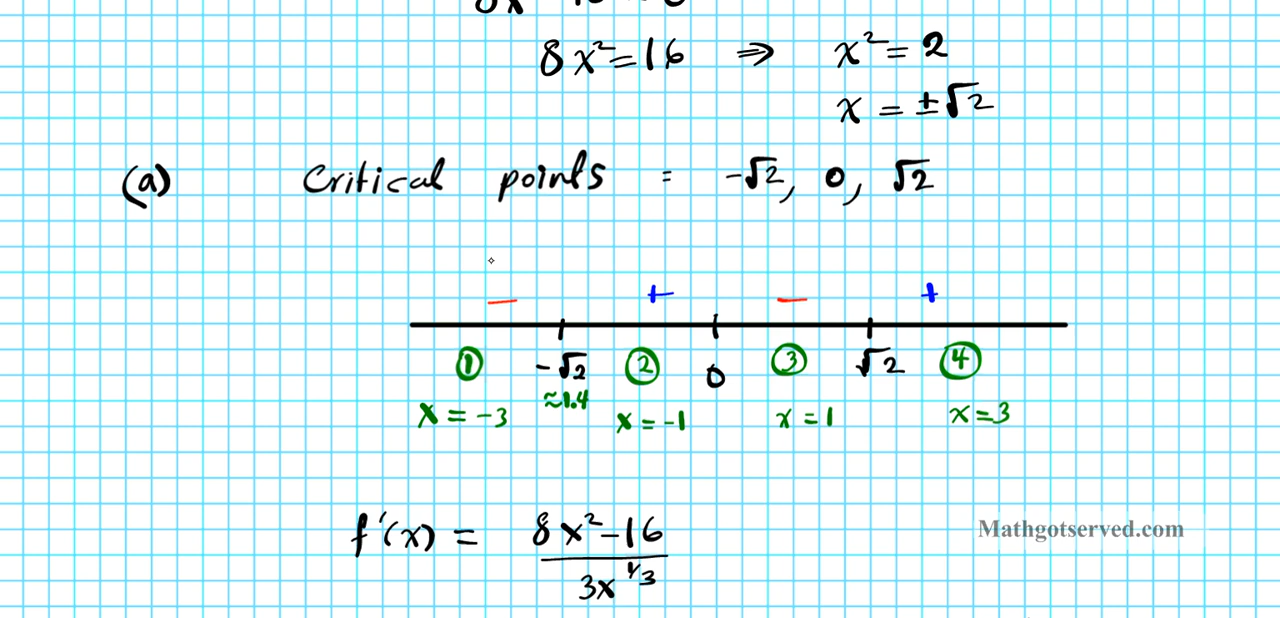 8x²=16 ⇒ x²=2
x = ±√2
(a) Critical points = -√2, 0, √2
− + − +
① -√2 ② 0 ③ √2 ④
≈1.4
x = -3 x = -1 x = 1 x = 3
f'(x) = 8x²-16
Mathgotserved.com
3x^1/3